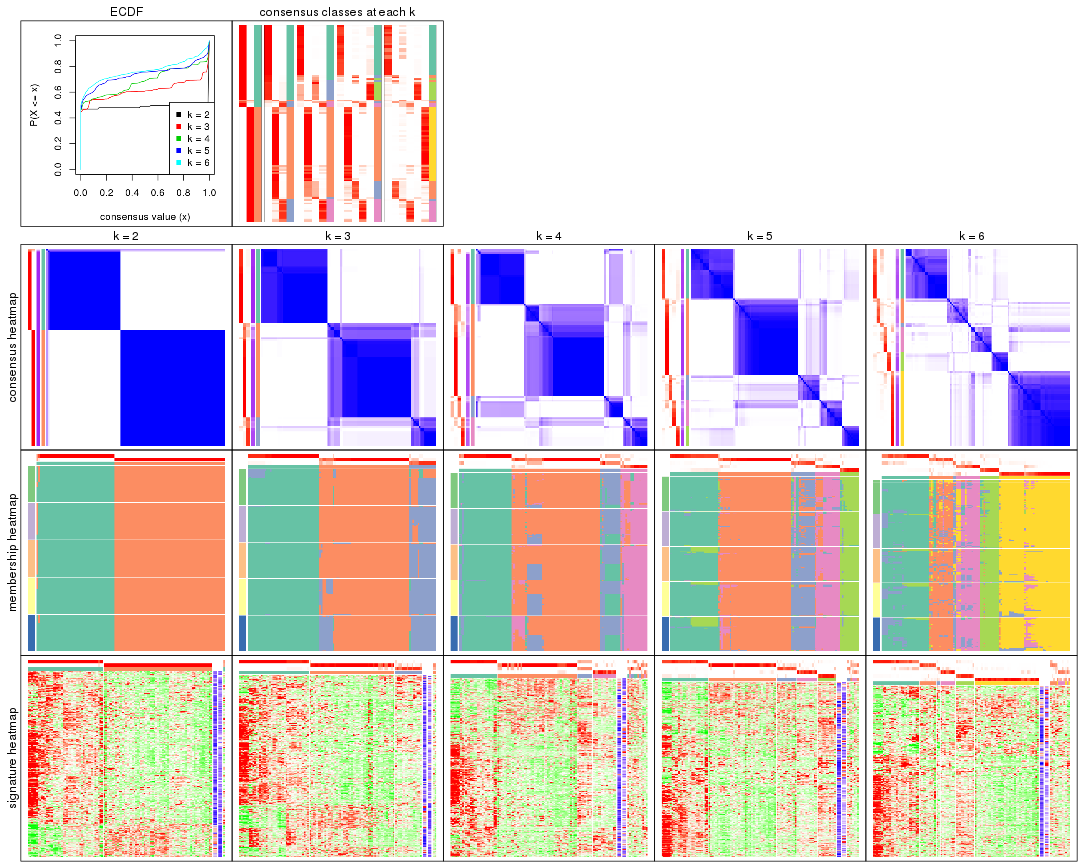 ECDF
consensus classes at each k
P(X <= x)
0.0 0.2 0.4 0.6 0.8 1.0
k = 2
k = 3
k = 4
k = 5
k = 6
0.0 0.2 0.4 0.6 0.8 1.0
consensus value (x)
k = 2 k = 3 k = 4 k = 5 k = 6
consensus heatmap
membership heatmap
signature heatmap